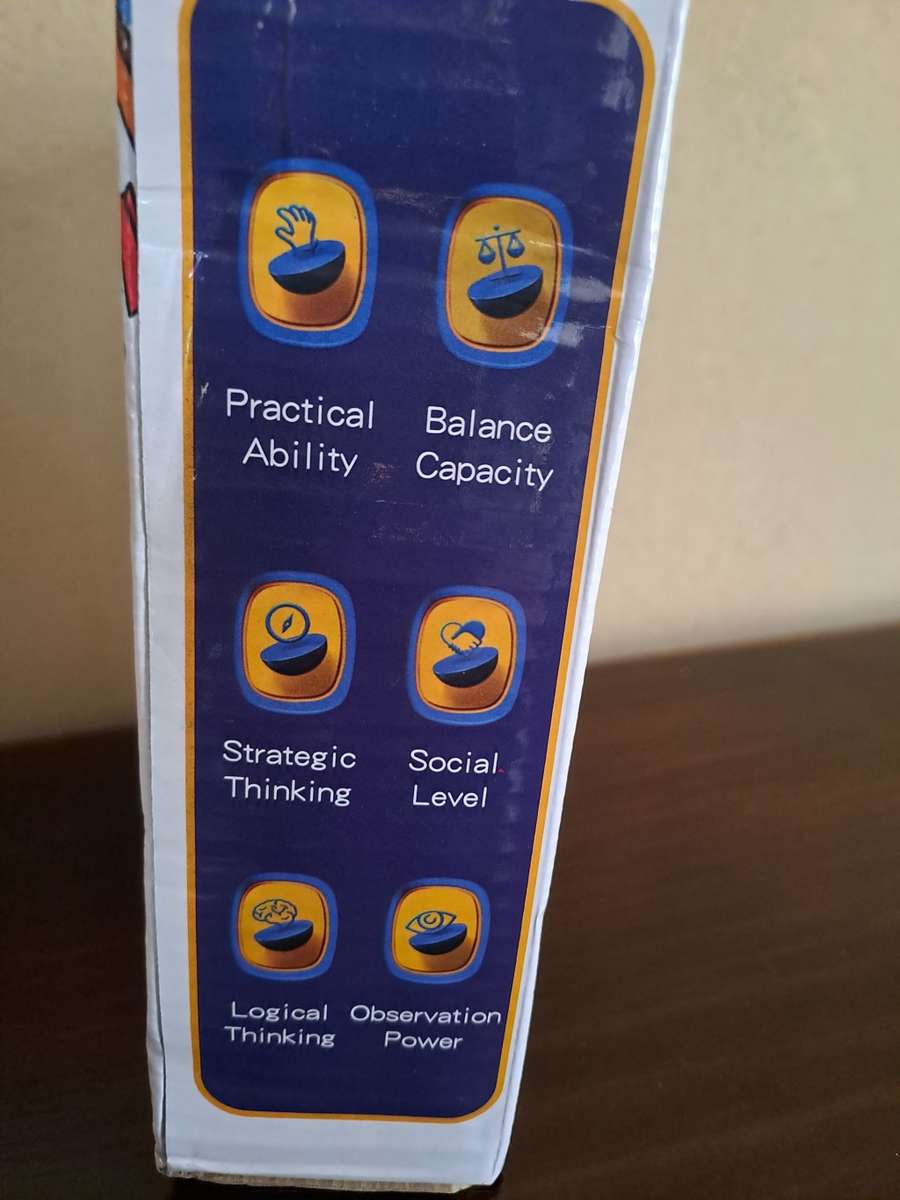 Practical
Ability
Balance
Capacity
Strategic
Thinking
Social
Level
Logical
Thinking
Observation
Power